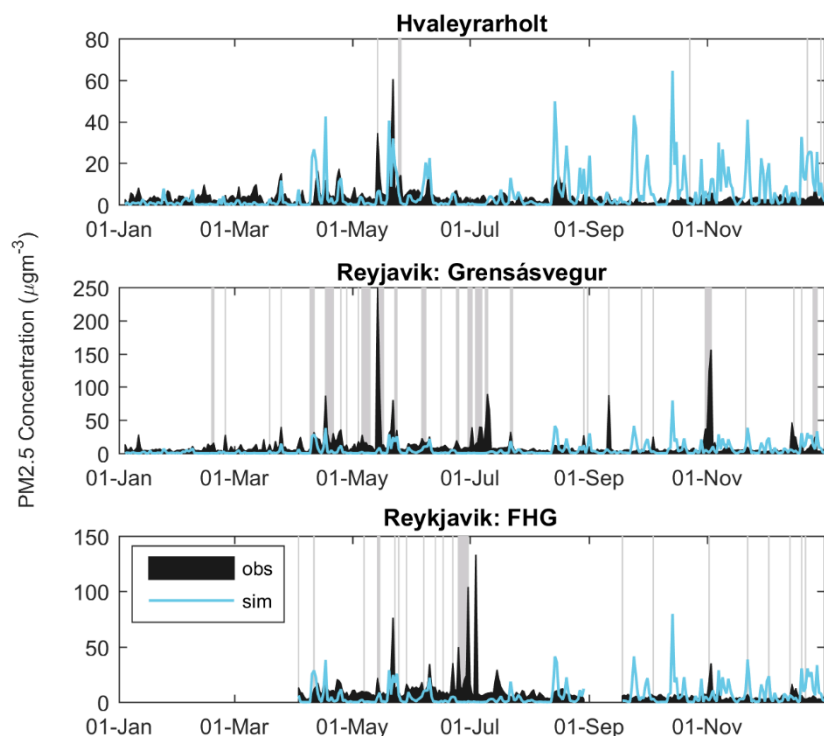 Hvaleyrarholt
80
60
40
20
0
01-Jan 01-Mar 01-May 01-Jul 01-Sep 01-Nov
Reyjavik: Grensásvegur
250
200
150
100
50
0
01-Jan 01-Mar 01-May 01-Jul 01-Sep 01-Nov
PM2.5 Concentration (μgm⁻³)
Reykjavik: FHG
150
100
50
0
obs
sim
01-Jan 01-Mar 01-May 01-Jul 01-Sep 01-Nov